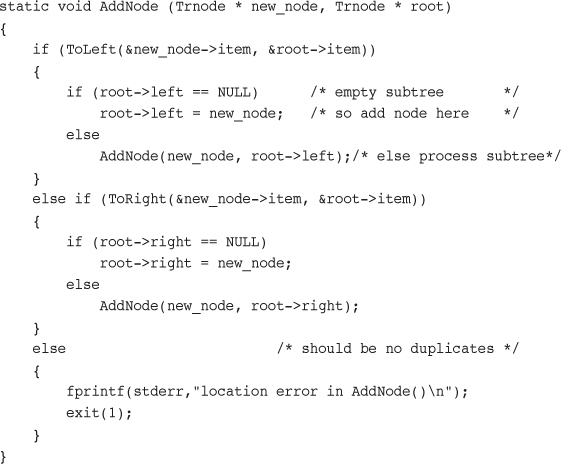 static void AddNode (Trnode * new_node, Trnode * root)
{
    if (ToLeft(&new_node->item, &root->item))
    {
        if (root->left == NULL)      /* empty subtree       */
            root->left = new_node;   /* so add node here    */
        else
            AddNode(new_node, root->left);/* else process subtree*/
    }
    else if (ToRight(&new_node->item, &root->item))
    {
        if (root->right == NULL)
            root->right = new_node;
        else
            AddNode(new_node, root->right);
    }
    else                         /* should be no duplicates */
    {
        fprintf(stderr,"location error in AddNode()\n");
        exit(1);
    }
}